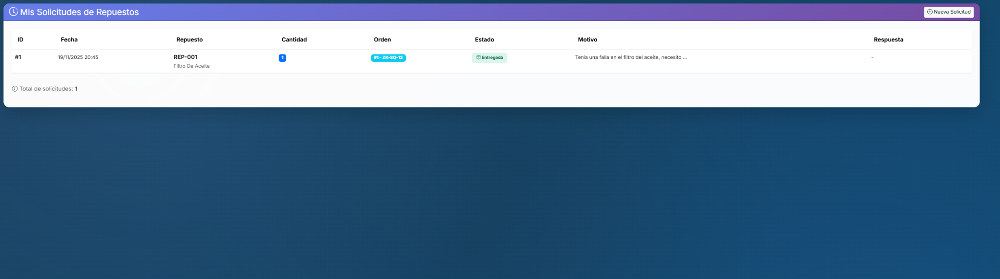 Mis Solicitudes de Repuestos
Nueva Solicitud
ID Fecha Repuesto Cantidad Orden Estado Motivo Respuesta
#1 19/11/2025 20:45 REP-001 1 #1 - ZK-SQ-12 Entregada Tenia una falla en el filtro del aceite, necesito ... -
Filtro De Aceite
Total de solicitudes: 1